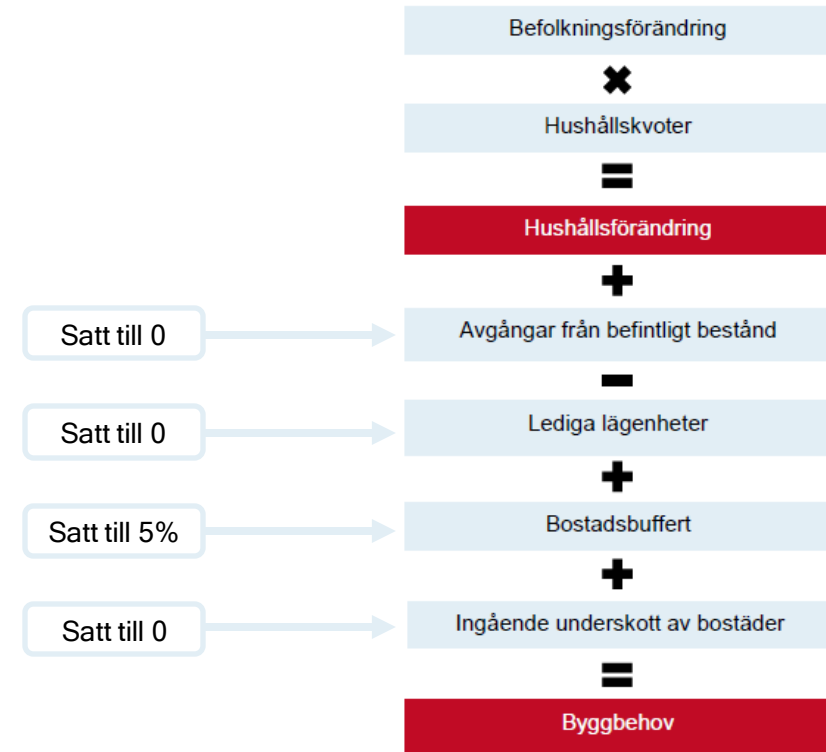 Befolkningsförändring
✖
Hushållskvoter
=
Hushållsförändring
+
Satt till 0
Avgångar från befintligt bestånd
−
Satt till 0
Lediga lägenheter
+
Satt till 5%
Bostadsbuffert
+
Satt till 0
Ingående underskott av bostäder
=
Byggbehov